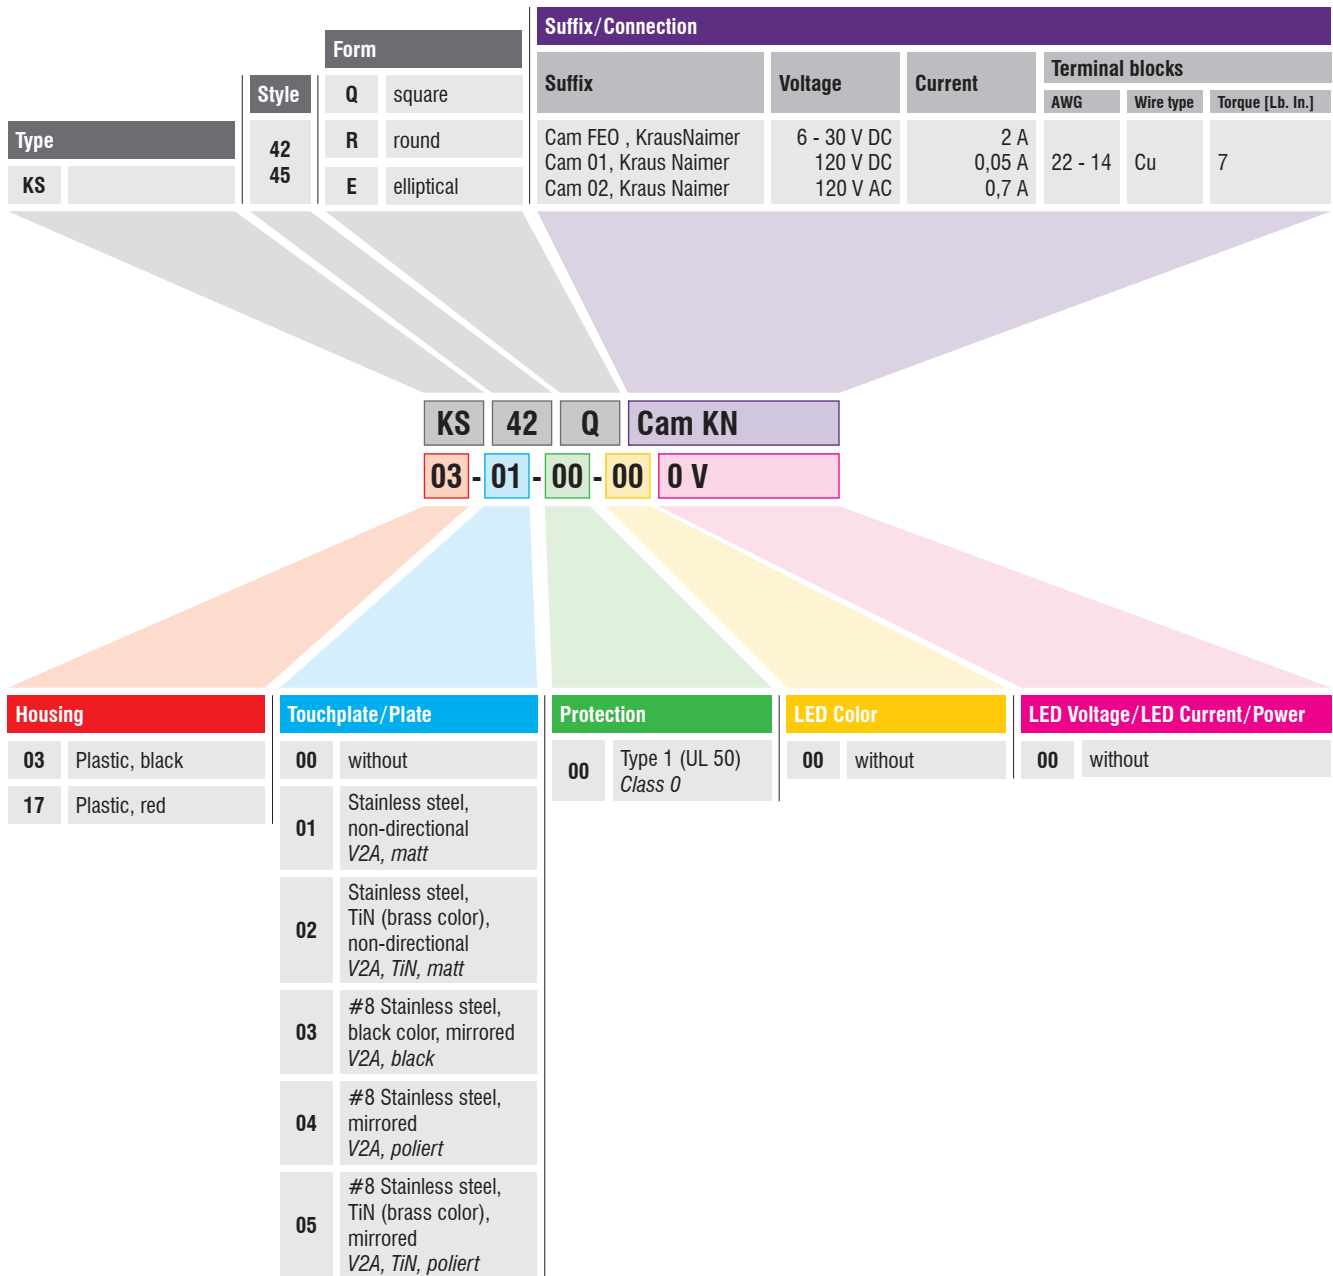 Type
KS
Style
42
45
Form
Q square
R round
E elliptical
Suffix/Connection
Suffix Voltage Current Terminal blocks
AWG Wire type Torque [Lb. In.]
Cam FEO , KrausNaimer 6 - 30 V DC 2 A
Cam 01, Kraus Naimer 120 V DC 0,05 A 22 - 14 Cu 7
Cam 02, Kraus Naimer 120 V AC 0,7 A
KS 42 Q Cam KN
03 - 01 - 00 - 00 0 V
Housing
03 Plastic, black
17 Plastic, red
Touchplate/Plate
00 without
01 Stainless steel,
non-directional
V2A, matt
02 Stainless steel,
TiN (brass color),
non-directional
V2A, TiN, matt
03 #8 Stainless steel,
black color, mirrored
V2A, black
04 #8 Stainless steel,
mirrored
V2A, poliert
05 #8 Stainless steel,
TiN (brass color),
mirrored
V2A, TiN, poliert
Protection
00 Type 1 (UL 50)
Class 0
LED Color
00 without
LED Voltage/LED Current/Power
00 without